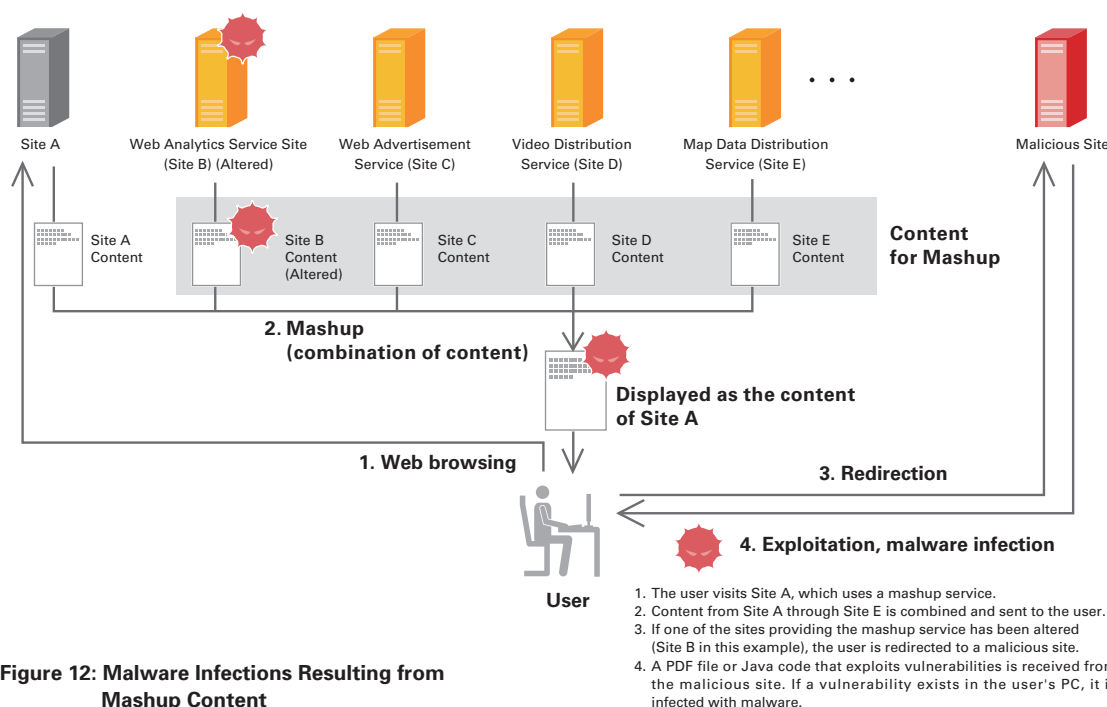 Site A
Web Analytics Service Site
(Site B) (Altered)
Web Advertisement
Service (Site C)
Video Distribution
Service (Site D)
Map Data Distribution
Service (Site E)
. . .
Malicious Site
Site A
Content
Site B
Content
(Altered)
Site C
Content
Site D
Content
Site E
Content
Content
for Mashup
2. Mashup
(combination of content)
Displayed as the content
of Site A
1. Web browsing
3. Redirection
4. Exploitation, malware infection
User
1. The user visits Site A, which uses a mashup service.
2. Content from Site A through Site E is combined and sent to the user.
3. If one of the sites providing the mashup service has been altered
(Site B in this example), the user is redirected to a malicious site.
4. A PDF file or Java code that exploits vulnerabilities is received from
the malicious site. If a vulnerability exists in the user's PC, it i
infected with malware.
Figure 12: Malware Infections Resulting from
Mashup Content